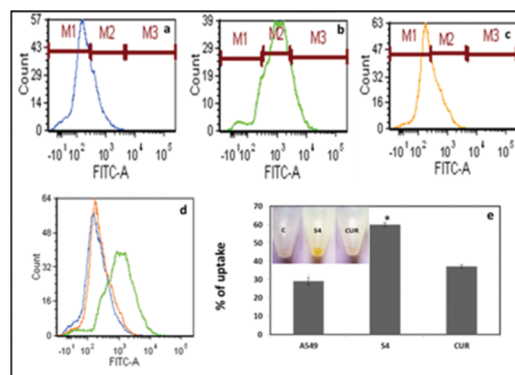 57
43
29
14
0
Count
M1 M2 M3
a
-10¹ 10² 10³ 10⁴ 10⁵
FITC-A
39
29
20
10
0
Count
M1 M2 M3
b
-10¹ 10² 10³ 10⁴ 10⁵
FITC-A
63
48
32
16
0
Count
M1 M2 M3
c
-10¹ 10² 10³ 10⁴ 10⁵
FITC-A
64
48
32
16
0
Count
d
-10¹ 10² 10³ 10⁴ 10⁵
FITC-A
70
60
50
40
30
20
10
0
% of uptake
C S4 CUR
*
e
A549 S4 CUR